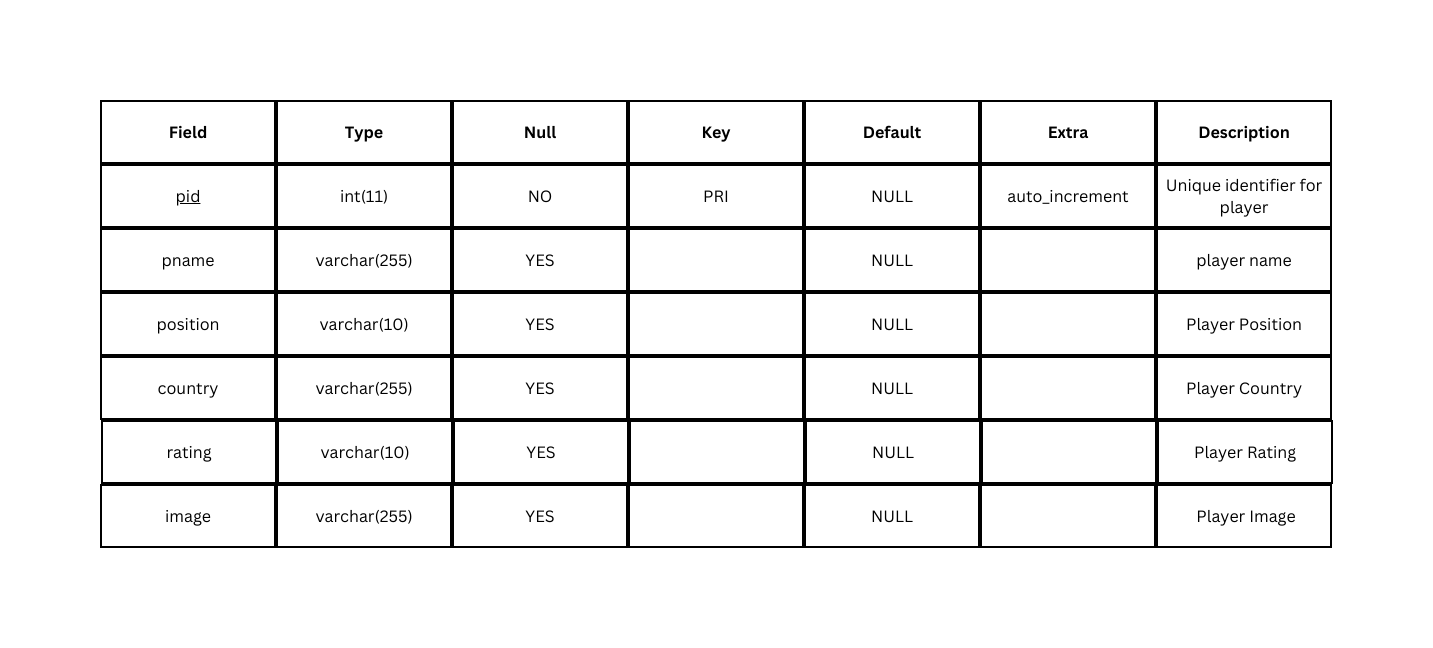 Field Type Null Key Default Extra Description
pid int(11) NO PRI NULL auto_increment Unique identifier for
player
pname varchar(255) YES NULL player name
position varchar(10) YES NULL Player Position
country varchar(255) YES NULL Player Country
rating varchar(10) YES NULL Player Rating
image varchar(255) YES NULL Player Image